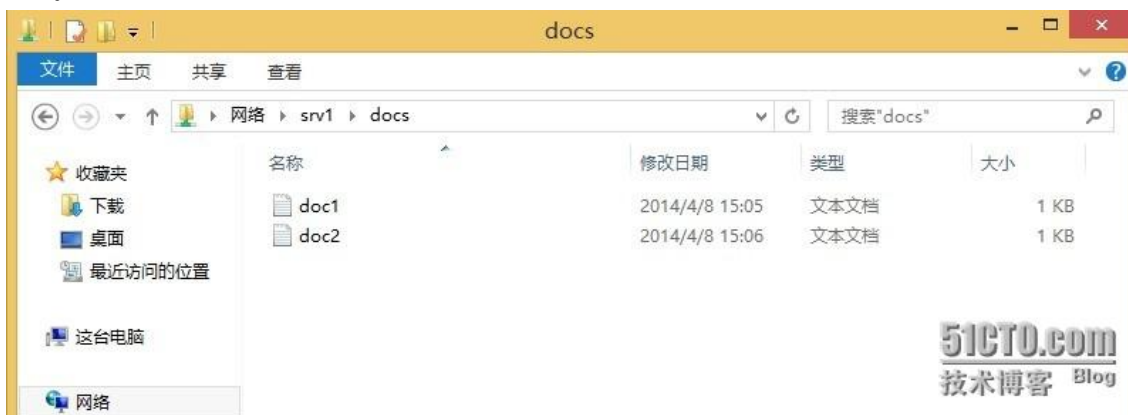 docs
文件 主页 共享 查看
网络 srv1 docs 搜索"docs"
名称 修改日期 类型 大小
收藏夹
下载
桌面
最近访问的位置
这台电脑
网络
doc1 2014/4/8 15:05 文本文档 1 KB
doc2 2014/4/8 15:06 文本文档 1 KB
51CTO.com
技术博客 Blog